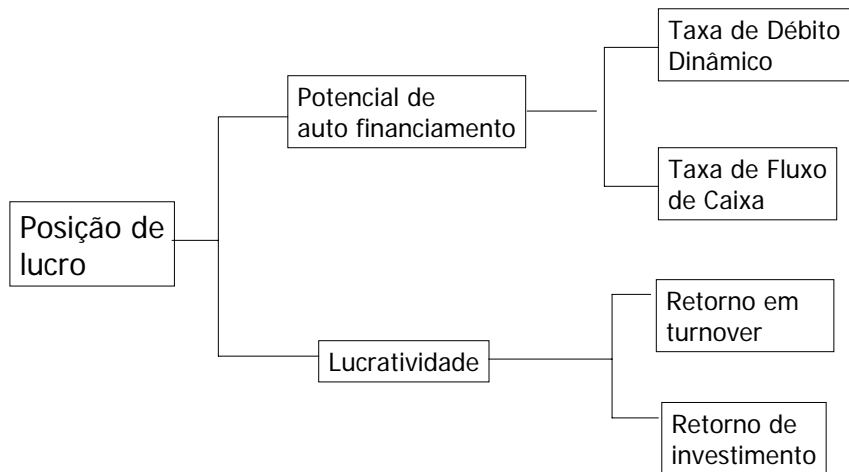 Taxa de Débito
Dinâmico
Potencial de
auto financiamento
Taxa de Fluxo
de Caixa
Posição de
lucro
Retorno em
turnover
Lucratividade
Retorno de
investimento